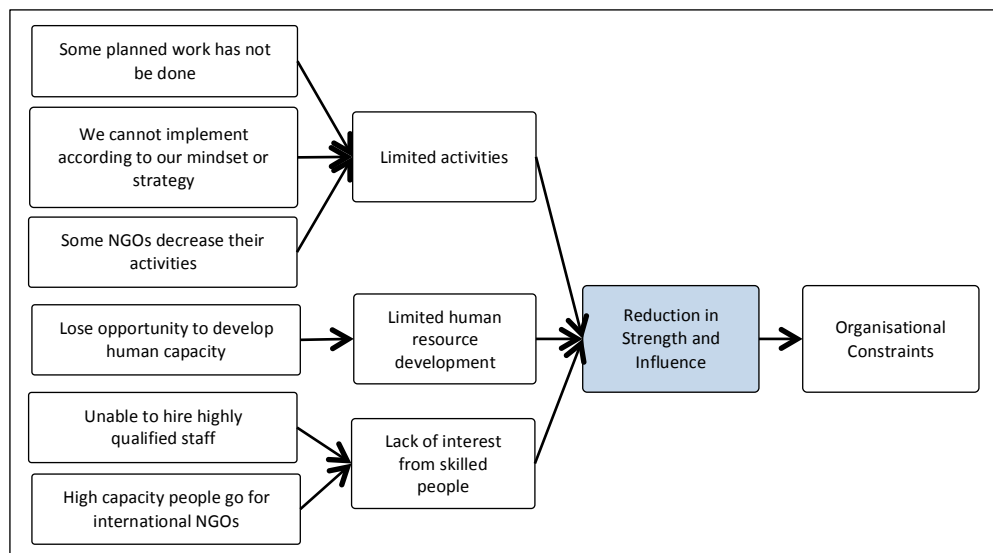 Some planned work has not
be done
We cannot implement
according to our mindset or
strategy
Some NGOs decrease their
activities
Lose opportunity to develop
human capacity
Unable to hire highly
qualified staff
High capacity people go for
international NGOs
Limited activities
Limited human
resource
development
Lack of interest
from skilled
people
Reduction in
Strength and
Influence
Organisational
Constraints